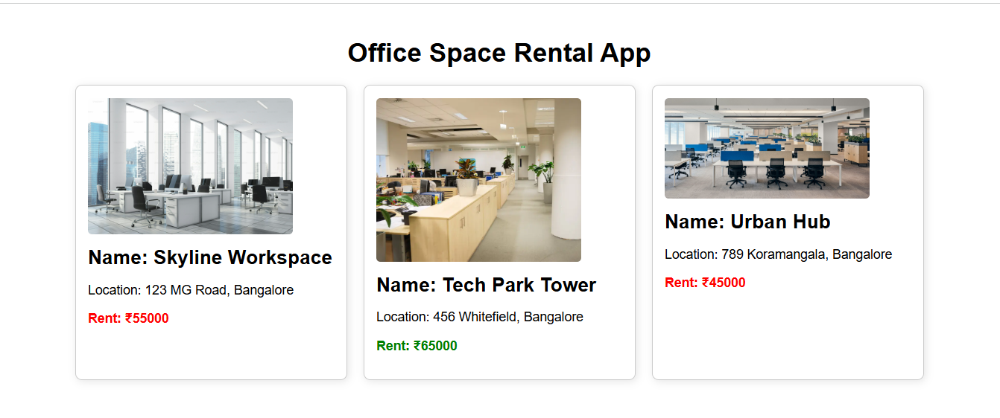 Office Space Rental App
Name: Skyline Workspace
Location: 123 MG Road, Bangalore
Rent: ₹55000
Name: Tech Park Tower
Location: 456 Whitefield, Bangalore
Rent: ₹65000
Name: Urban Hub
Location: 789 Koramangala, Bangalore
Rent: ₹45000